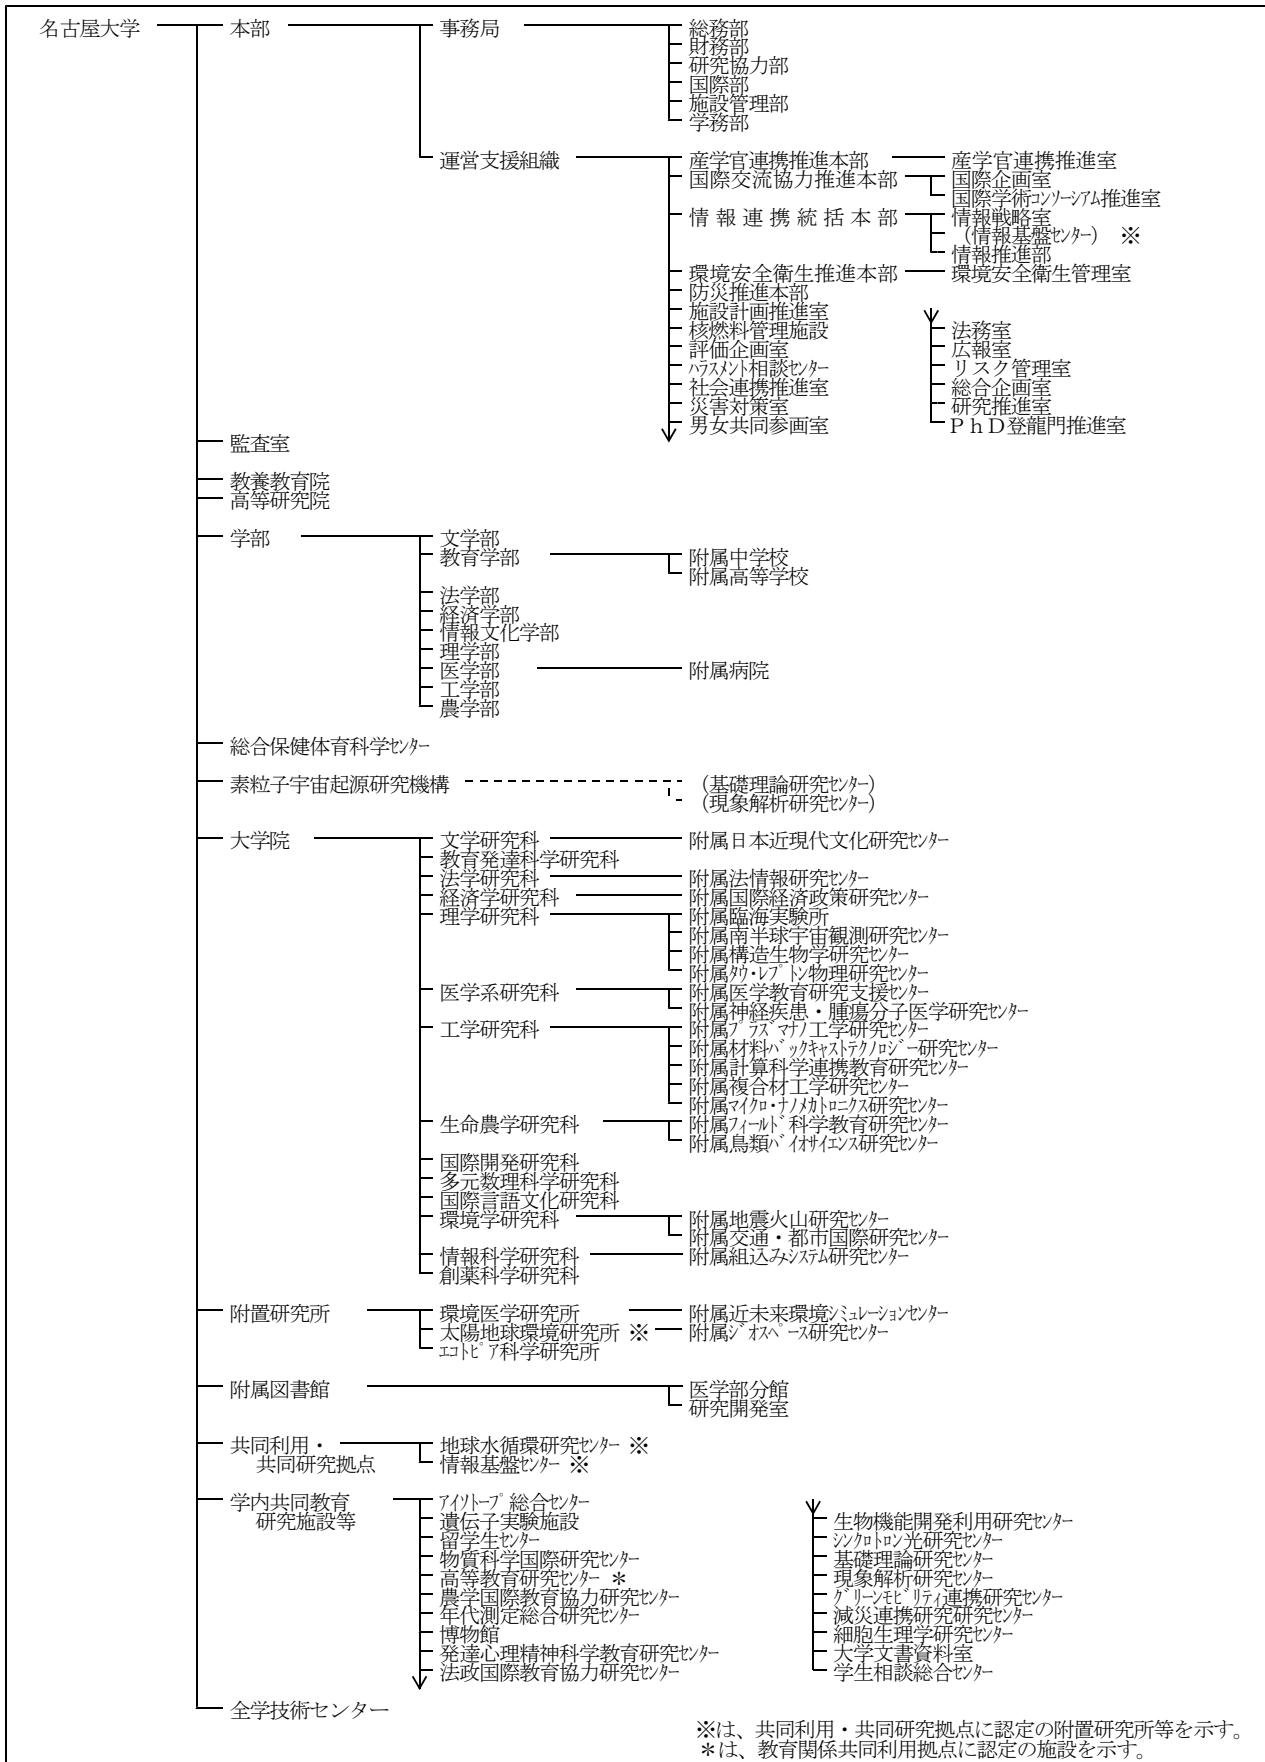 名古屋大学 本部 事務局 総務部
財務部
研究協力部
国際部
施設管理部
学務部
運営支援組織 産学官連携推進本部 産学官連携推進室
国際交流協力推進本部 国際企画室
国際学術ｺﾝｿｰｼｱﾑ推進室
情報連携統括本部 情報戦略室
（情報基盤ｾﾝﾀｰ） ※
情報推進部
環境安全衛生推進本部 環境安全衛生管理室
防災推進本部
施設計画推進室
核燃料管理施設 法務室
評価企画室 広報室
ﾊﾗｽﾒﾝﾄ相談ｾﾝﾀｰ リスク管理室
社会連携推進室 総合企画室
災害対策室 研究推進室
男女共同参画室 ＰｈＤ登龍門推進室
監査室
教養教育院
高等研究院
学部 文学部
教育学部 附属中学校
附属高等学校
法学部
経済学部
情報文化学部
理学部
医学部 附属病院
工学部
農学部
総合保健体育科学ｾﾝﾀｰ
素粒子宇宙起源研究機構 （基礎理論研究ｾﾝﾀｰ）
（現象解析研究ｾﾝﾀｰ）
大学院 文学研究科 附属日本近現代文化研究ｾﾝﾀｰ
教育発達科学研究科
法学研究科 附属法情報研究ｾﾝﾀｰ
経済学研究科 附属国際経済政策研究ｾﾝﾀｰ
理学研究科 附属臨海実験所
附属南半球宇宙観測研究ｾﾝﾀｰ
附属構造生物学研究ｾﾝﾀｰ
附属ﾀｳ･ﾚﾌﾟﾄﾝ物理研究ｾﾝﾀｰ
医学系研究科 附属医学教育研究支援ｾﾝﾀｰ
附属神経疾患・腫瘍分子医学研究ｾﾝﾀｰ
工学研究科 附属ﾌﾟﾗｽﾞﾏﾅﾉ工学研究ｾﾝﾀｰ
附属材料ﾊﾞｯｸｷｬｽﾄﾃｸﾉﾛｼﾞｰ研究ｾﾝﾀｰ
附属計算科学連携教育研究ｾﾝﾀｰ
附属複合材工学研究ｾﾝﾀｰ
附属ﾏｲｸﾛ･ﾅﾉﾒｶﾄﾛﾆｸｽ研究ｾﾝﾀｰ
生命農学研究科 附属ﾌｨｰﾙﾄﾞ科学教育研究ｾﾝﾀｰ
附属鳥類ﾊﾞｲｵｻｲｴﾝｽ研究ｾﾝﾀｰ
国際開発研究科
多元数理科学研究科
国際言語文化研究科
環境学研究科 附属地震火山研究ｾﾝﾀｰ
附属交通・都市国際研究ｾﾝﾀｰ
情報科学研究科 附属組込みｼｽﾃﾑ研究ｾﾝﾀｰ
創薬科学研究科
附置研究所 環境医学研究所 附属近未来環境ｼﾐｭﾚｰｼｮﾝｾﾝﾀｰ
太陽地球環境研究所 ※ 附属ｼﾞｵｽﾍﾟｰｽ研究ｾﾝﾀｰ
ｴｺﾄﾋﾟｱ科学研究所
附属図書館 医学部分館
研究開発室
共同利用・ 地球水循環研究ｾﾝﾀｰ ※
共同研究拠点 情報基盤ｾﾝﾀｰ ※
学内共同教育 ｱｲｿﾄｰﾌﾟ総合ｾﾝﾀｰ
研究施設等 遺伝子実験施設 生物機能開発利用研究ｾﾝﾀｰ
留学生ｾﾝﾀｰ ｼﾝｸﾛﾄﾛﾝ光研究ｾﾝﾀｰ
物質科学国際研究ｾﾝﾀｰ 基礎理論研究ｾﾝﾀｰ
高等教育研究ｾﾝﾀｰ ＊ 現象解析研究ｾﾝﾀｰ
農学国際教育協力研究ｾﾝﾀｰ ｸﾞﾘｰﾝﾓﾋﾞﾘﾃｨ連携研究ｾﾝﾀｰ
年代測定総合研究ｾﾝﾀｰ 減災連携研究研究ｾﾝﾀｰ
博物館 細胞生理学研究ｾﾝﾀｰ
発達心理精神科学教育研究ｾﾝﾀｰ 大学文書資料室
法政国際教育協力研究ｾﾝﾀｰ 学生相談総合ｾﾝﾀｰ
全学技術センター
※は、共同利用・共同研究拠点に認定の附置研究所等を示す。
＊は、教育関係共同利用拠点に認定の施設を示す。